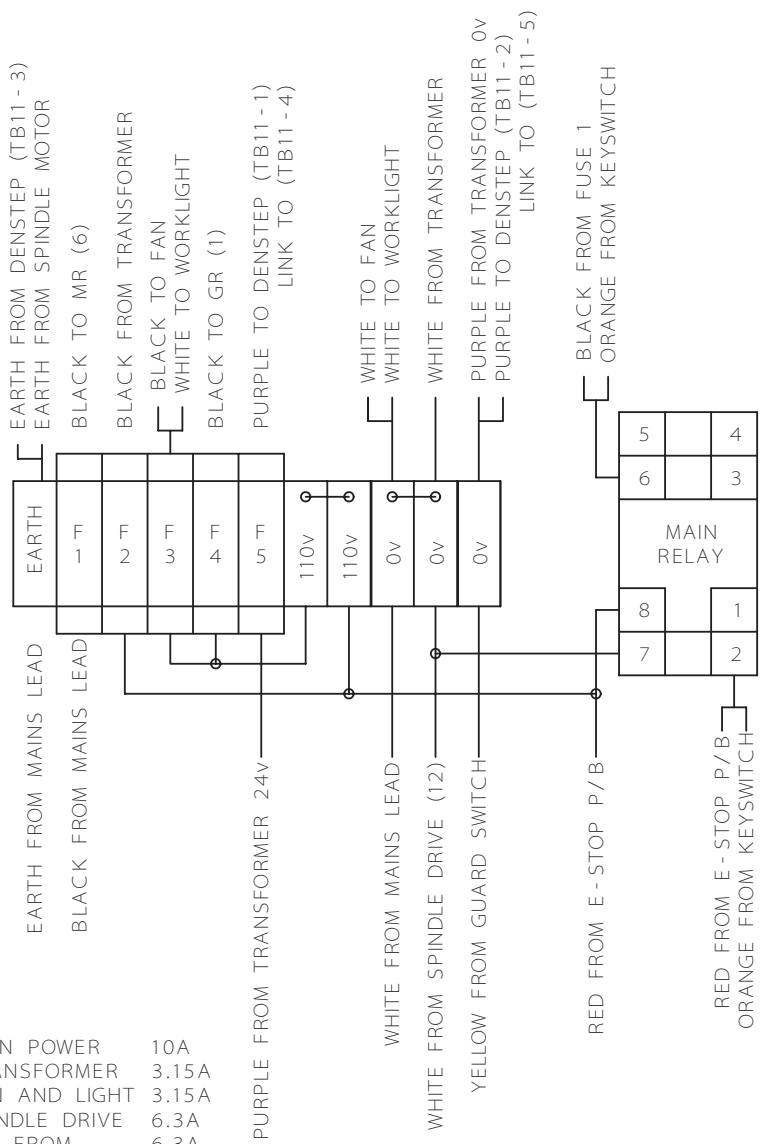 EARTH FROM DENSTEP (TB11 - 3)
EARTH FROM SPINDLE MOTOR
BLACK TO MR (6)
BLACK FROM TRANSFORMER
BLACK TO FAN
WHITE TO WORKLIGHT
BLACK TO GR (1)
PURPLE TO DENSTEP (TB11 - 1)
LINK TO (TB11 - 4)
WHITE TO FAN
WHITE TO WORKLIGHT
WHITE FROM TRANSFORMER
PURPLE FROM TRANSFORMER 0v
PURPLE TO DENSTEP (TB11 - 2)
LINK TO (TB11 - 5)
BLACK FROM FUSE 1
ORANGE FROM KEYSWITCH
EARTH
F
1
F
2
F
3
F
4
F
5
110v
110v
0v
0v
0v
5
4
6
3
MAIN
RELAY
8
1
7
2
EARTH FROM MAINS LEAD
BLACK FROM MAINS LEAD
PURPLE FROM TRANSFORMER 24v
WHITE FROM MAINS LEAD
WHITE FROM SPINDLE DRIVE (12)
YELLOW FROM GUARD SWITCH
RED FROM E - STOP P / B
RED FROM E - STOP P / B
ORANGE FROM KEYSWITCH
N POWER 10A
ANSFORMER 3.15A
N AND LIGHT 3.15A
NDLE DRIVE 6.3A